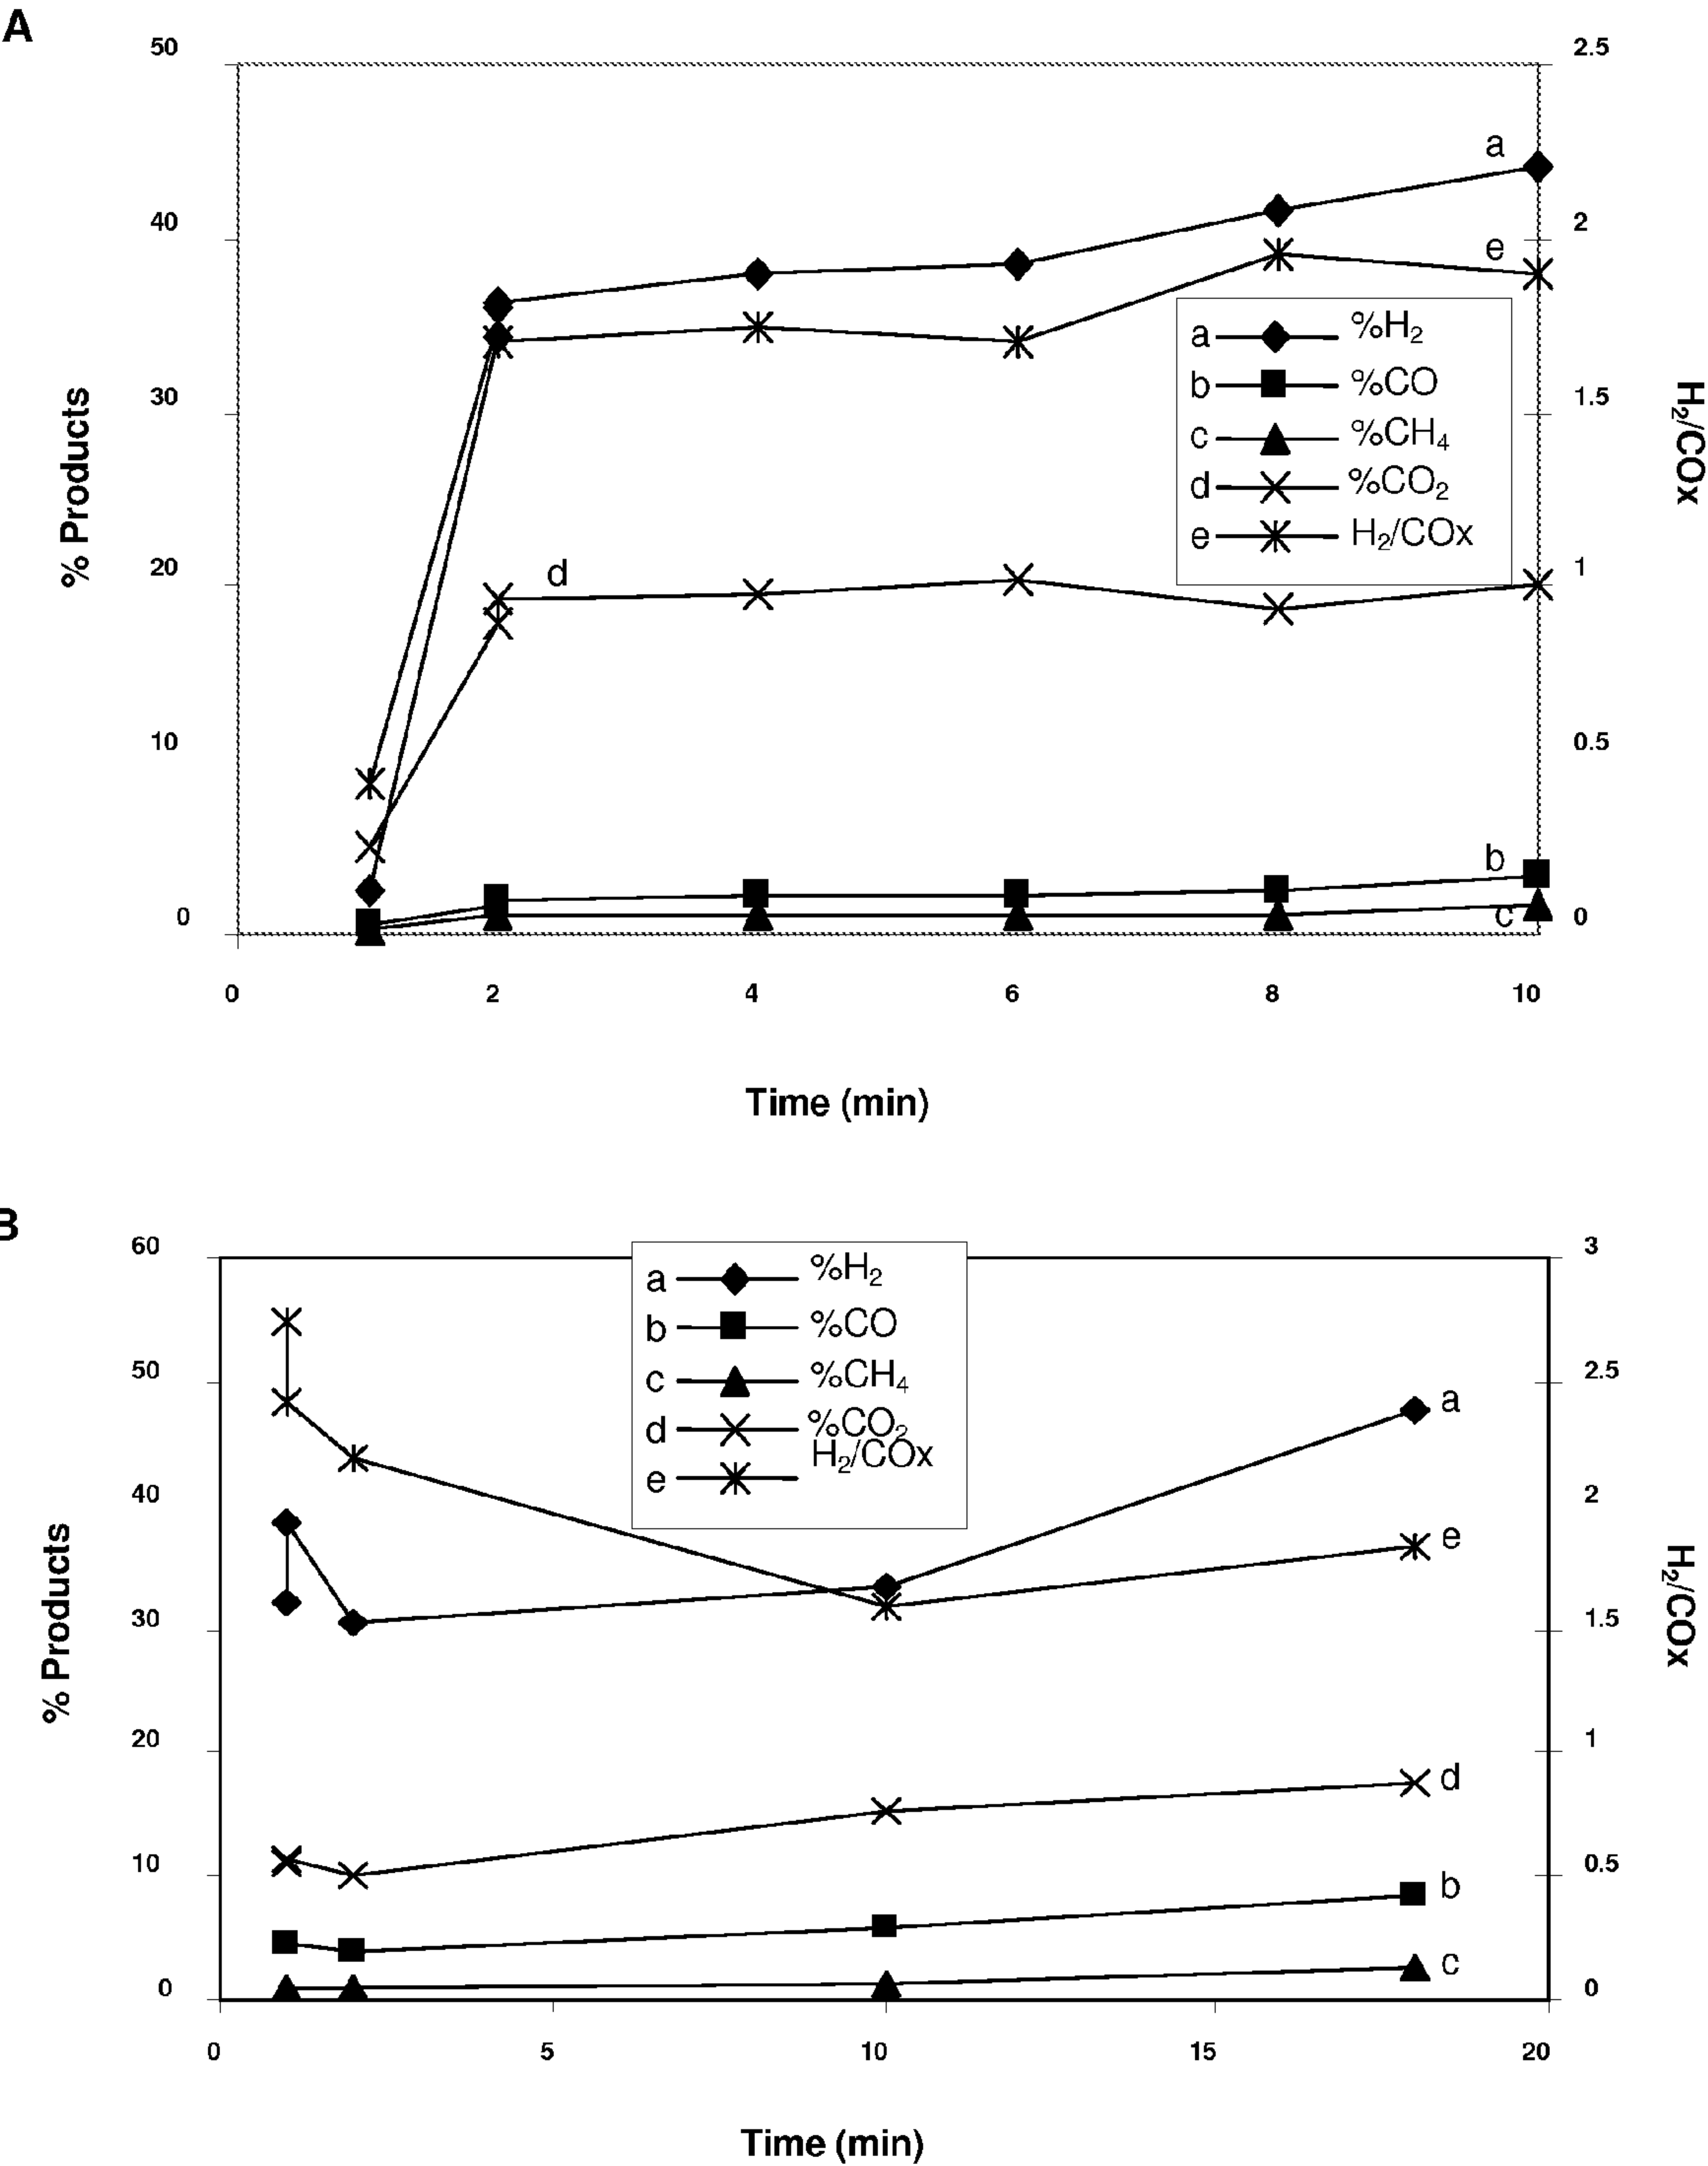 A
50
2.5
a
40
2
e
a %H2
30
1.5
b %CO
% Products
H2/COx
c %CH4
d %CO2
e H2/COx
20
d
1
10
0.5
b
0
c
0
0 2 4 6 8 10
Time (min)
B
60
3
a %H2
b %CO
50
2.5
c %CH4
a
d %CO2
H2/COx
e
40
2
e
% Products
H2/COx
30
1.5
20
1
d
10
0.5
b
c
0
0
0 5 10 15 20
Time (min)